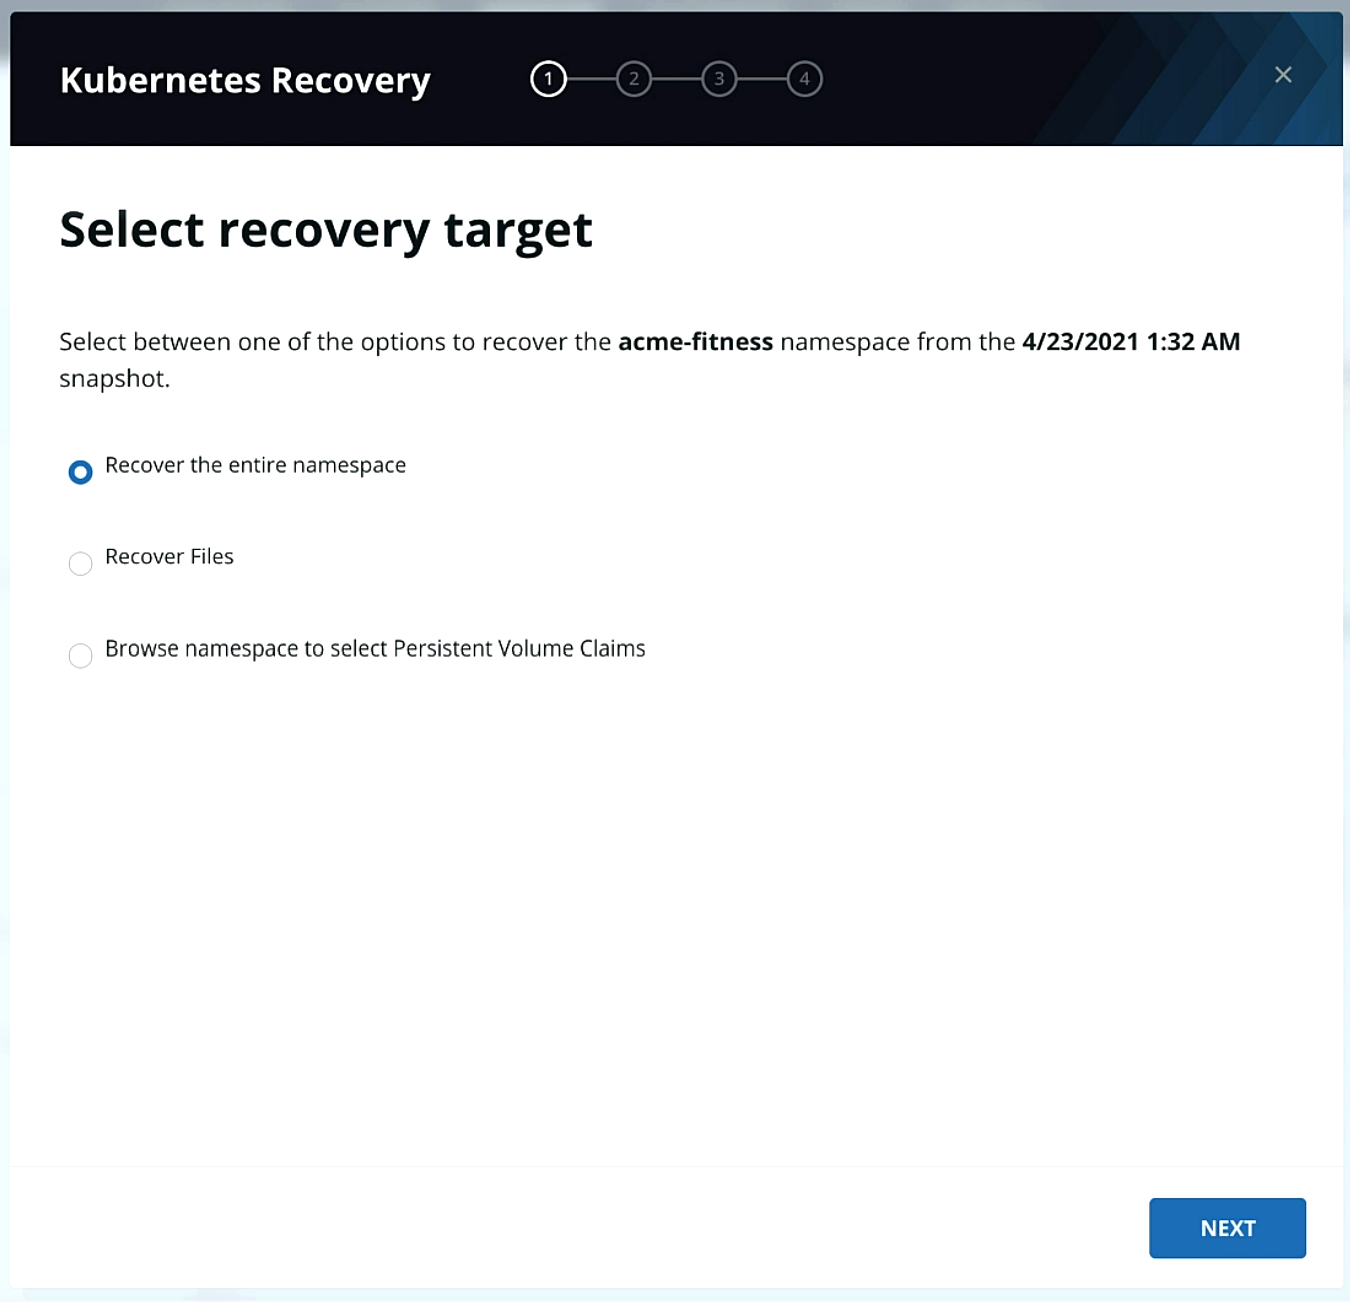 Kubernetes Recovery
1 2 3 4
Select recovery target
Select between one of the options to recover the acme-fitness namespace from the 4/23/2021 1:32 AM
snapshot.
Recover the entire namespace
Recover Files
Browse namespace to select Persistent Volume Claims
NEXT